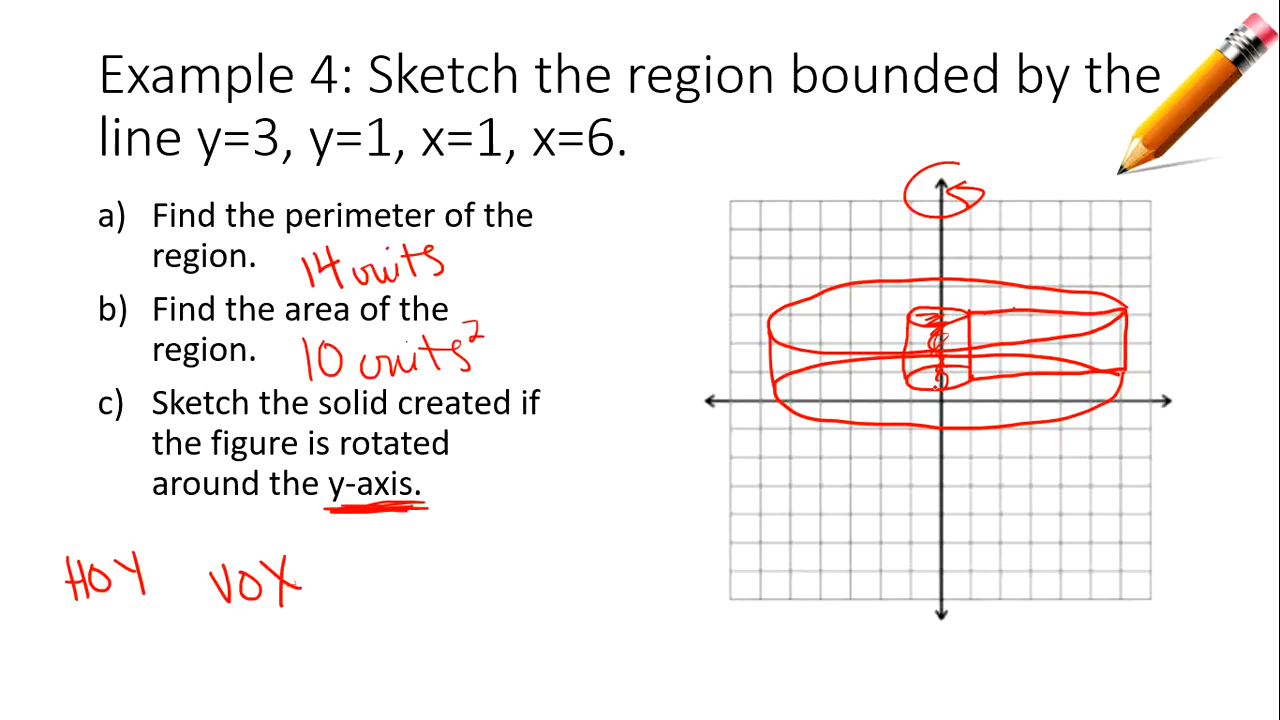 Example 4: Sketch the region bounded by the
line y=3, y=1, x=1, x=6.
a) Find the perimeter of the
region. 14 units
b) Find the area of the
region. 10 units²
c) Sketch the solid created if
the figure is rotated
around the y-axis.
HOY VOX